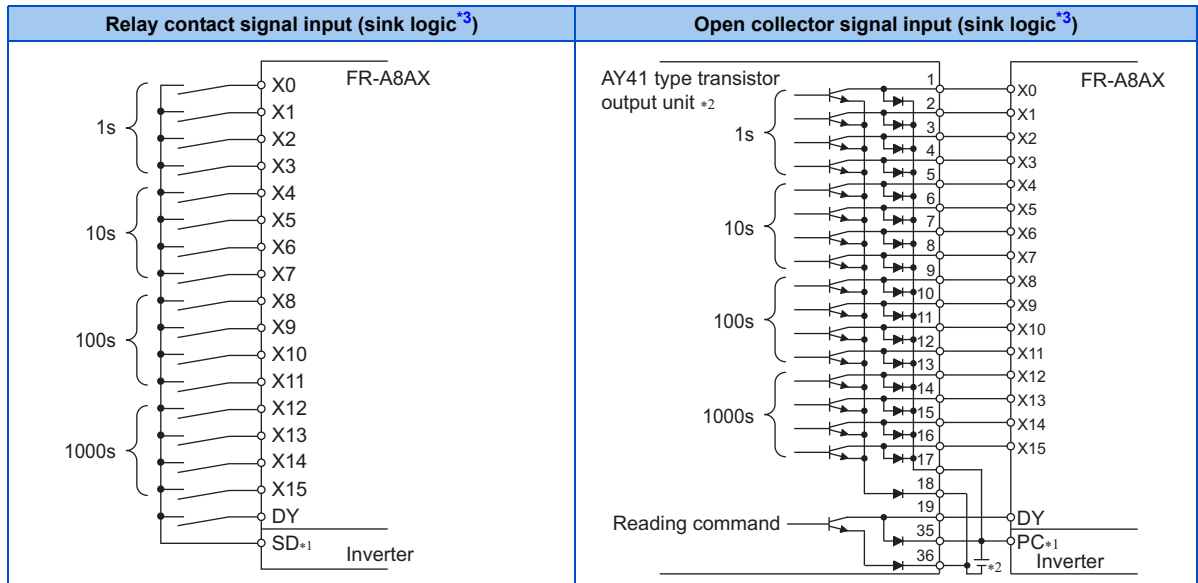 Relay contact signal input (sink logic*3)
Open collector signal input (sink logic*3)
FR-A8AX
1s
10s
100s
1000s
X0
X1
X2
X3
X4
X5
X6
X7
X8
X9
X10
X11
X12
X13
X14
X15
DY
SD*1
Inverter
AY41 type transistor
output unit *2
1s
10s
100s
1000s
Reading command
1
2
3
4
5
6
7
8
9
10
11
12
13
14
15
16
17
18
19
35
36
*2
FR-A8AX
X0
X1
X2
X3
X4
X5
X6
X7
X8
X9
X10
X11
X12
X13
X14
X15
DY
PC*1
Inverter